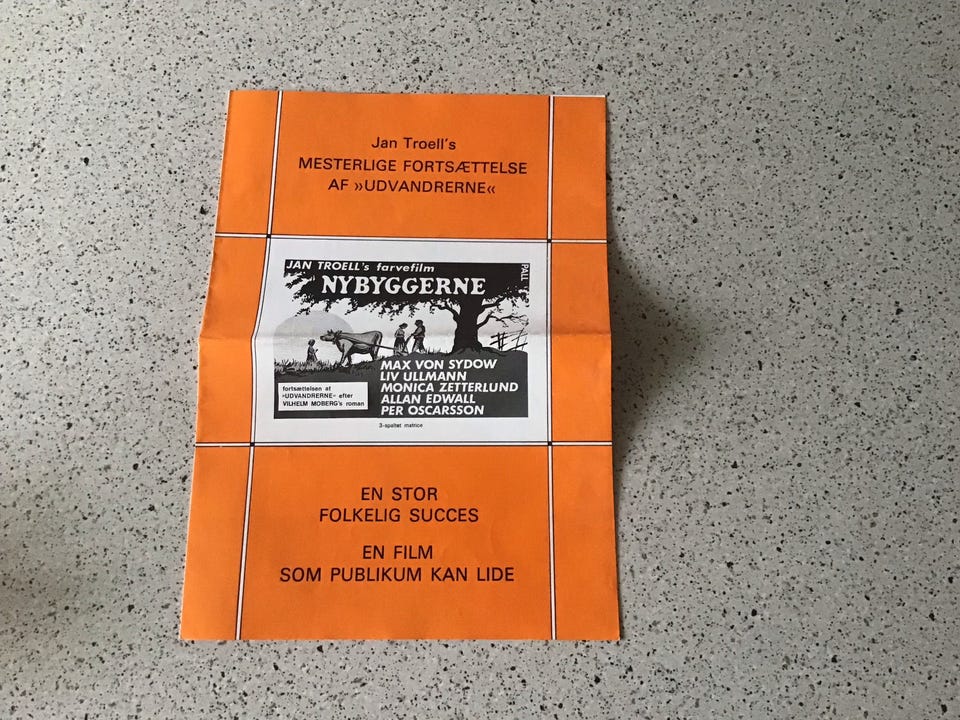 Jan Troell's
MESTERLIGE FORTSÆTTELSE
AF »UDVANDRERNE«
JAN TROELL's farvefilm
PALL
NYBYGGERNE
MAX VON SYDOW
LIV ULLMANN
MONICA ZETTERLUND
ALLAN EDWALL
PER OSCARSSON
fortsættelsen af
»UDVANDRERNE« efter
VILHELM MOBERG's roman
3-spaltet matrice
EN STOR
FOLKELIG SUCCES
EN FILM
SOM PUBLIKUM KAN LIDE